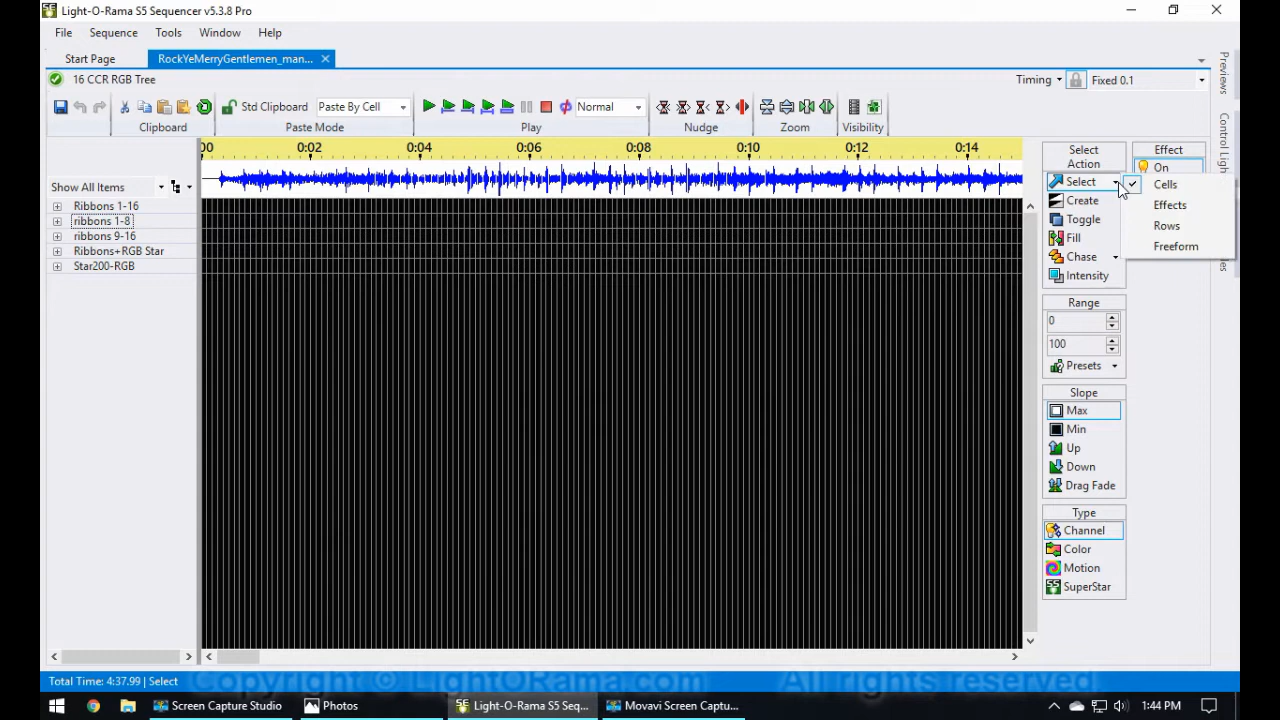 Light-O-Rama S5 Sequencer v5.3.8 Pro
File Sequence Tools Window Help
Start Page RockYeMerryGentlemen_man...
16 CCR RGB Tree Timing Fixed 0.1
Std Clipboard Paste By Cell Normal
Clipboard Paste Mode Play Nudge Zoom Visibility
00 0:02 0:04 0:06 0:08 0:10 0:12 0:14
Show All Items
Ribbons 1-16
ribbons 1-8
ribbons 9-16
Ribbons+RGB Star
Star200-RGB
Select
Action
Select
Create
Toggle
Fill
Chase
Intensity
Effect
On
Cells
Effects
Rows
Freeform
Range
0
100
Presets
Slope
Max
Min
Up
Down
Drag Fade
Type
Channel
Color
Motion
SuperStar
Previews
Total Time: 4:37.99 | Select
Copyright © LightORama.com All rights reserved
Screen Capture Studio Photos Light-O-Rama S5 Seq... Movavi Screen Captu... 1:44 PM